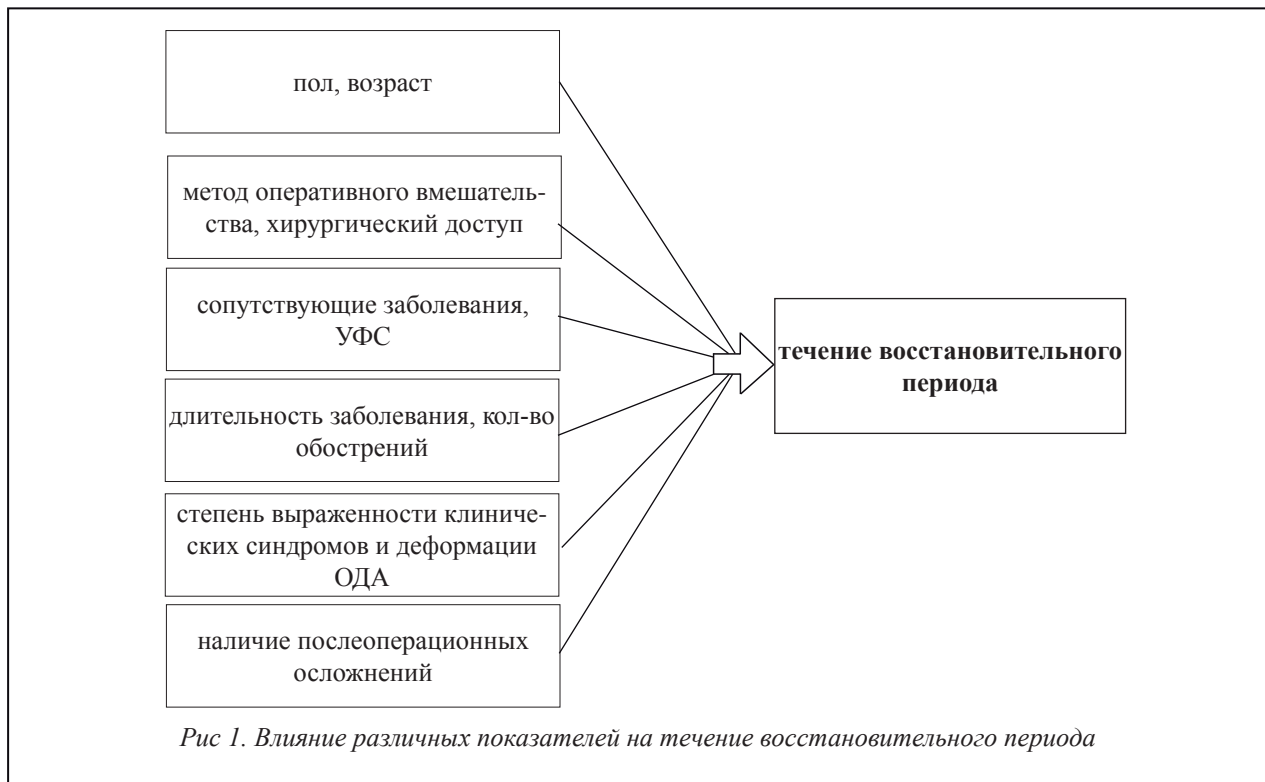 пол, возраст
метод оперативного вмешатель-
ства, хирургический доступ
сопутствующие заболевания,
УФС
длительность заболевания, кол-во
обострений
степень выраженности клиниче-
ских синдромов и деформации
ОДА
наличие послеоперационных
осложнений
течение восстановительного
периода
Рис 1. Влияние различных показателей на течение восстановительного периода